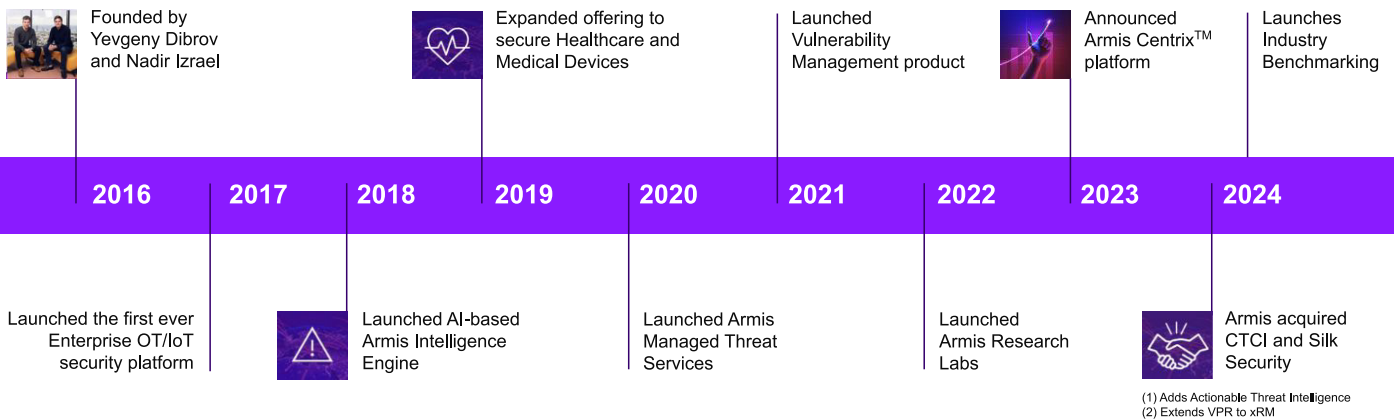 Founded by
Yevgeny Dibrov
and Nadir Izrael
Expanded offering to
secure Healthcare and
Medical Devices
Launched
Vulnerability
Management product
Announced
Armis Centrix™
platform
Launches
Industry
Benchmarking
2016
2017
2018
2019
2020
2021
2022
2023
2024
Launched the first ever
Enterprise OT/IoT
security platform
Launched AI-based
Armis Intelligence
Engine
Launched Armis
Managed Threat
Services
Launched
Armis Research
Labs
Armis acquired
CTCI and Silk
Security
(1) Adds Actionable Threat Intelligence
(2) Extends VPR to xRM